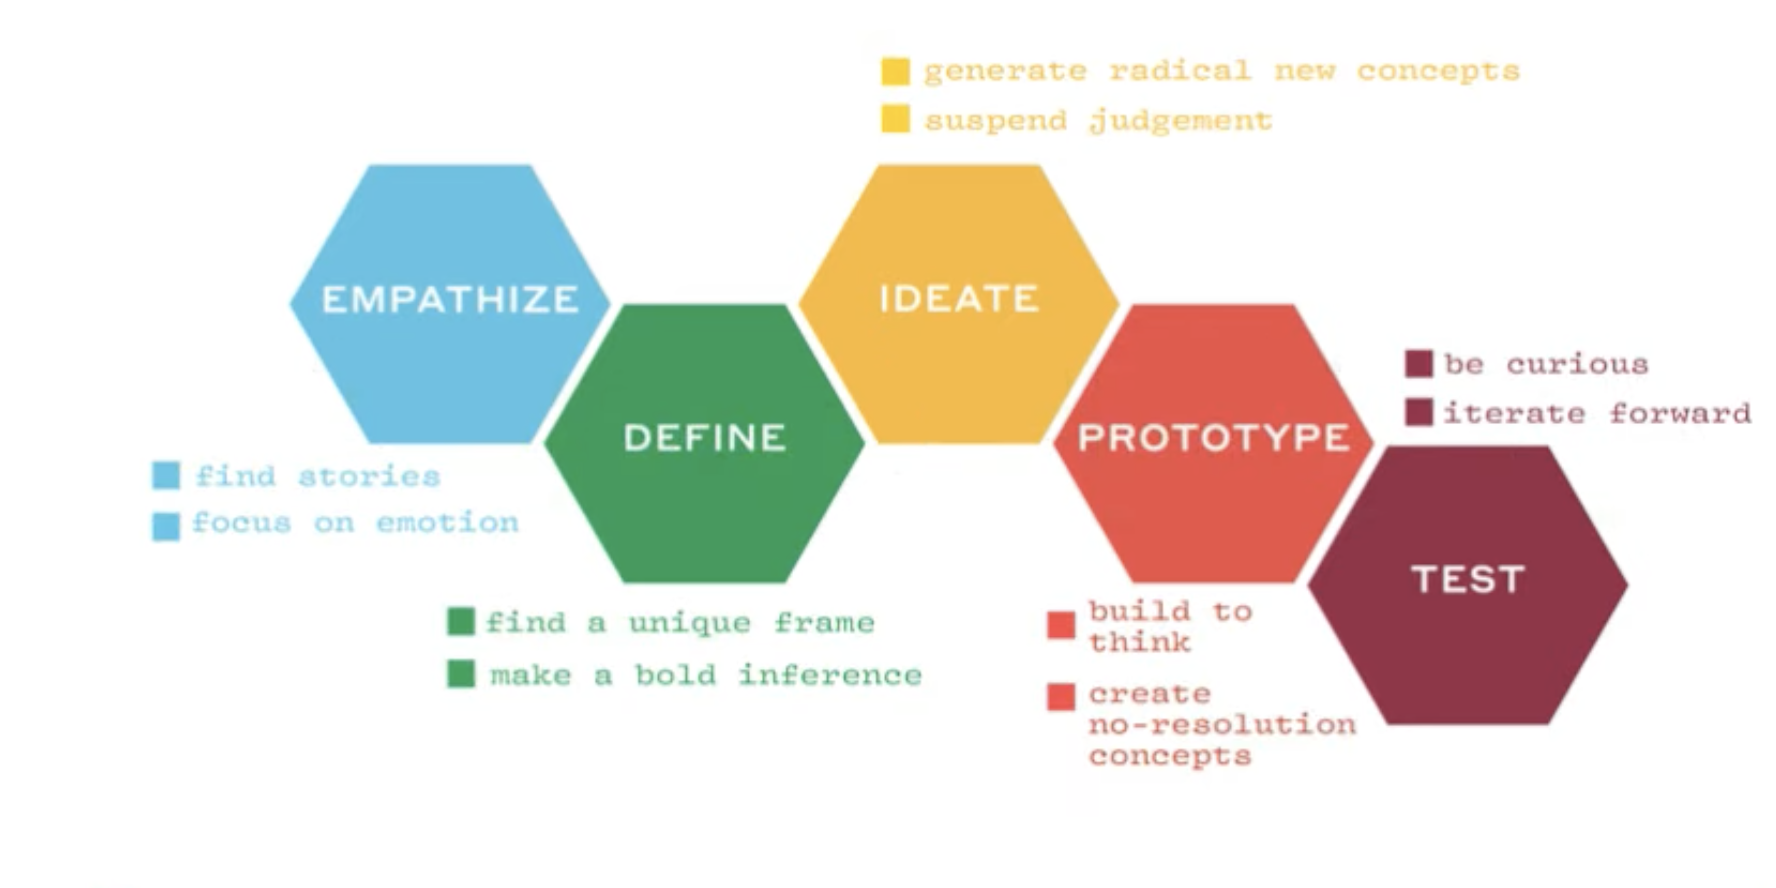 generate radical new concepts
suspend judgement
EMPATHIZE
IDEATE
DEFINE
PROTOTYPE
be curious
iterate forward
find stories
focus on emotion
TEST
find a unique frame
make a bold inference
build to
think
create
no-resolution
concepts